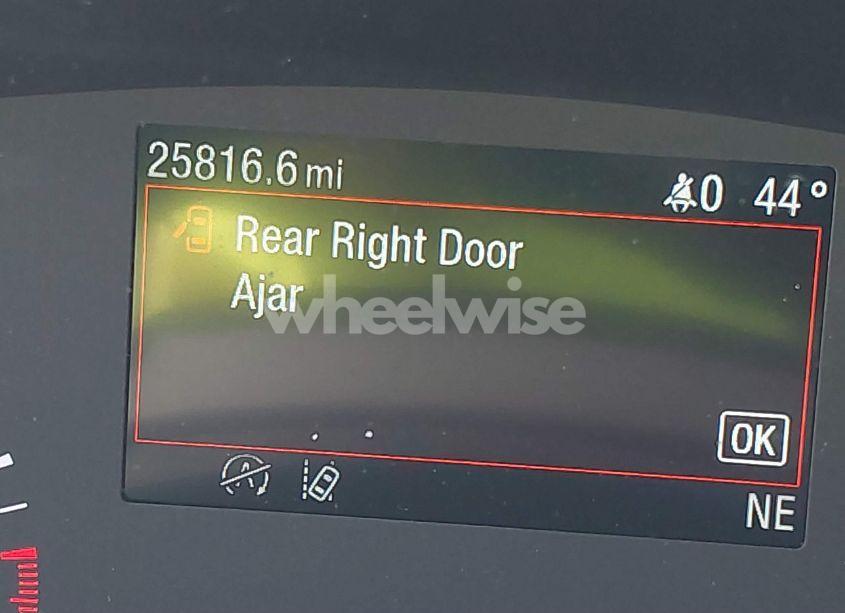 25816.6 mi
0 44°
Rear Right Door
Ajar
wheelwise
OK
A
NE